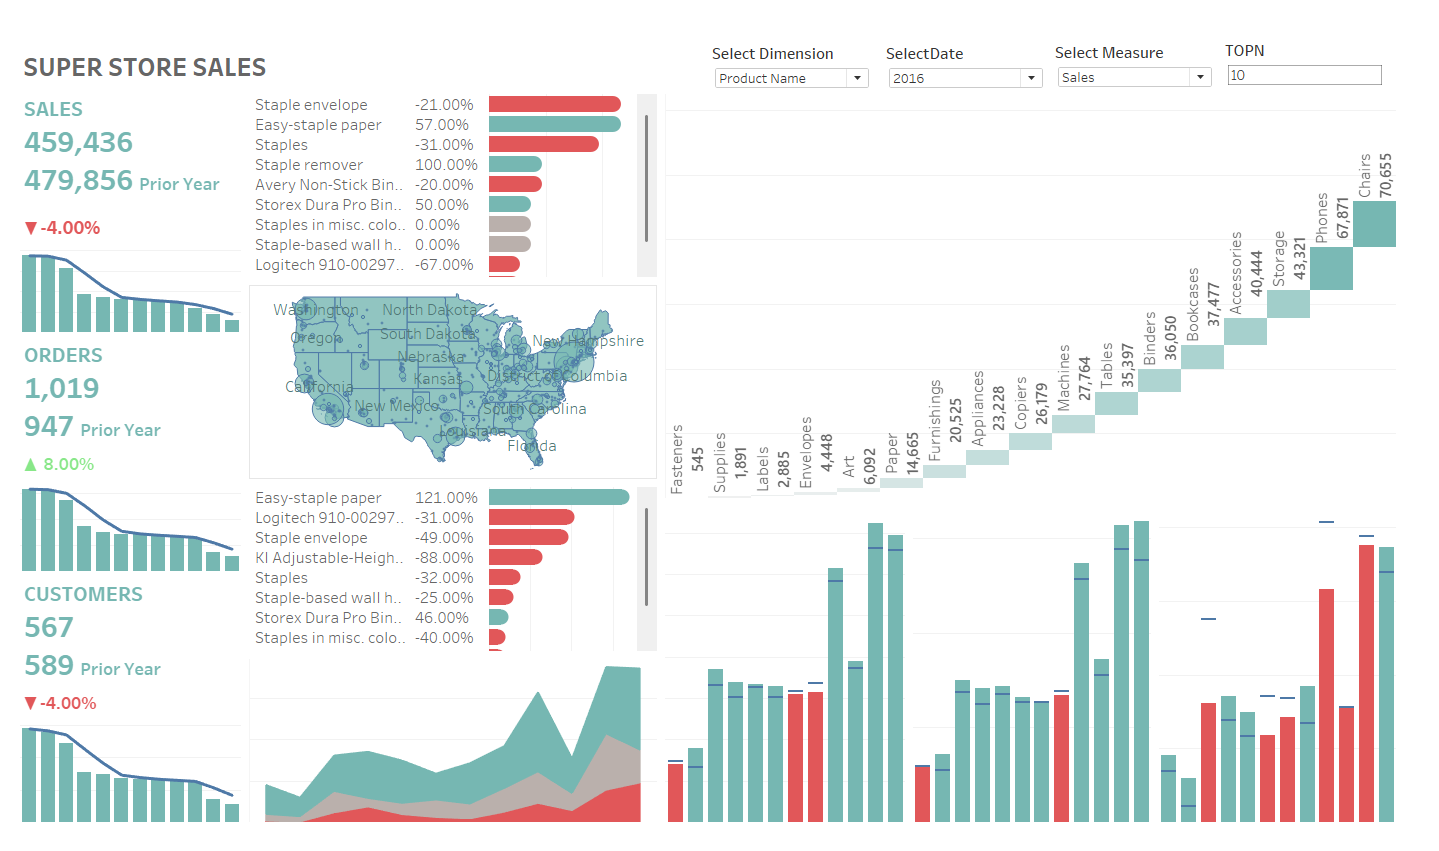 SUPER STORE SALES
Select Dimension
Product Name
SelectDate
2016
Select Measure
Sales
TOPN
10
SALES
459,436
479,856 Prior Year
▼ -4.00%
ORDERS
1,019
947 Prior Year
▲ 8.00%
CUSTOMERS
567
589 Prior Year
▼ -4.00%
Staple envelope -21.00%
Easy-staple paper 57.00%
Staples -31.00%
Staple remover 100.00%
Avery Non-Stick Bin.. -20.00%
Storex Dura Pro Bin.. 50.00%
Staples in misc. colo.. 0.00%
Staple-based wall h.. 0.00%
Logitech 910-00297.. -67.00%
Washington
North Dakota
Oregon
South Dakota
New Hampshire
Nebraska
Kansas
District of Columbia
California
New Mexico
South Carolina
Louisiana
Florida
Easy-staple paper 121.00%
Logitech 910-00297.. -31.00%
Staple envelope -49.00%
KI Adjustable-Heigh.. -88.00%
Staples -32.00%
Staple-based wall h.. -25.00%
Storex Dura Pro Bin.. 46.00%
Staples in misc. colo.. -40.00%
Fasteners
545
Supplies
1,891
Labels
2,885
Envelopes
4,448
Art
6,092
Paper
14,665
Furnishings
20,525
Appliances
23,228
Copiers
26,179
Machines
27,764
Tables
35,397
Binders
36,050
Bookcases
37,477
Accessories
40,444
Storage
43,321
Phones
67,871
Chairs
70,655